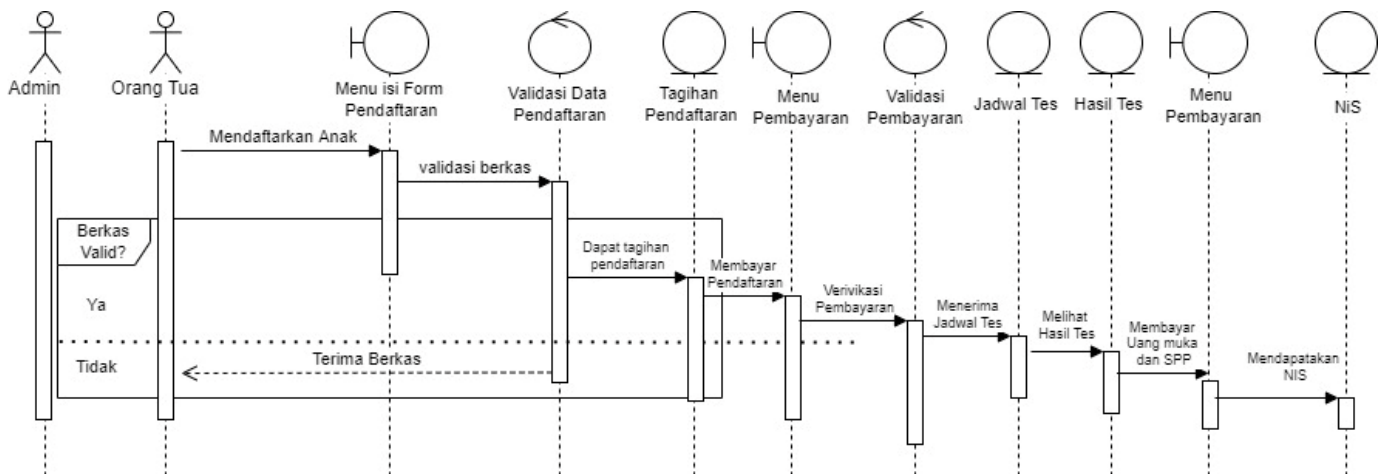 Admin
Orang Tua
Menu isi Form
Pendaftaran
Validasi Data
Pendaftaran
Tagihan
Pendaftaran
Menu
Pembayaran
Validasi
Pembayaran
Jadwal Tes
Hasil Tes
Menu
Pembayaran
NiS
Mendaftarkan Anak
validasi berkas
Berkas
Valid?
Dapat tagihan
pendaftaran
Membayar
Pendaftaran
Verivikasi
Pembayaran
Menerima
Jadwal Tes
Melihat
Hasil Tes
Membayar
Uang muka
dan SPP
Mendapatakan
NIS
Ya
Tidak
Terima Berkas